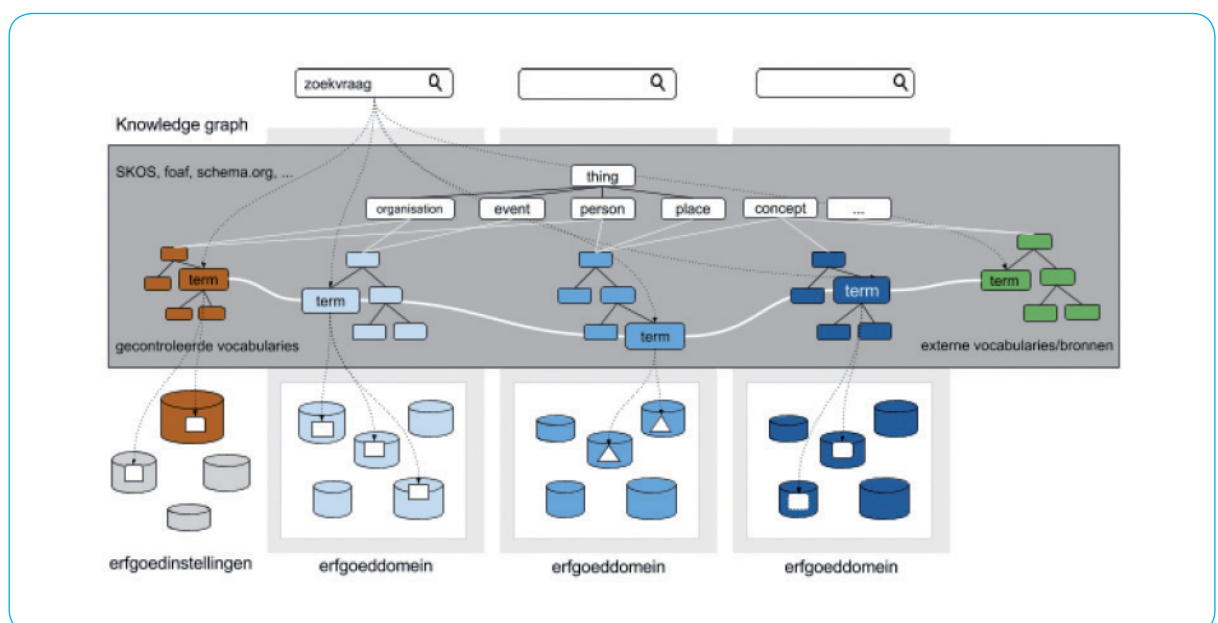 zoekvraag
Knowledge graph
SKOS, foaf, schema.org, ...
thing
organisation
event
person
place
concept
...
term
term
term
term
term
gecontroleerde vocabularies
externe vocabularies/bronnen
erfgoedinstellingen
erfgoeddomein
erfgoeddomein
erfgoeddomein